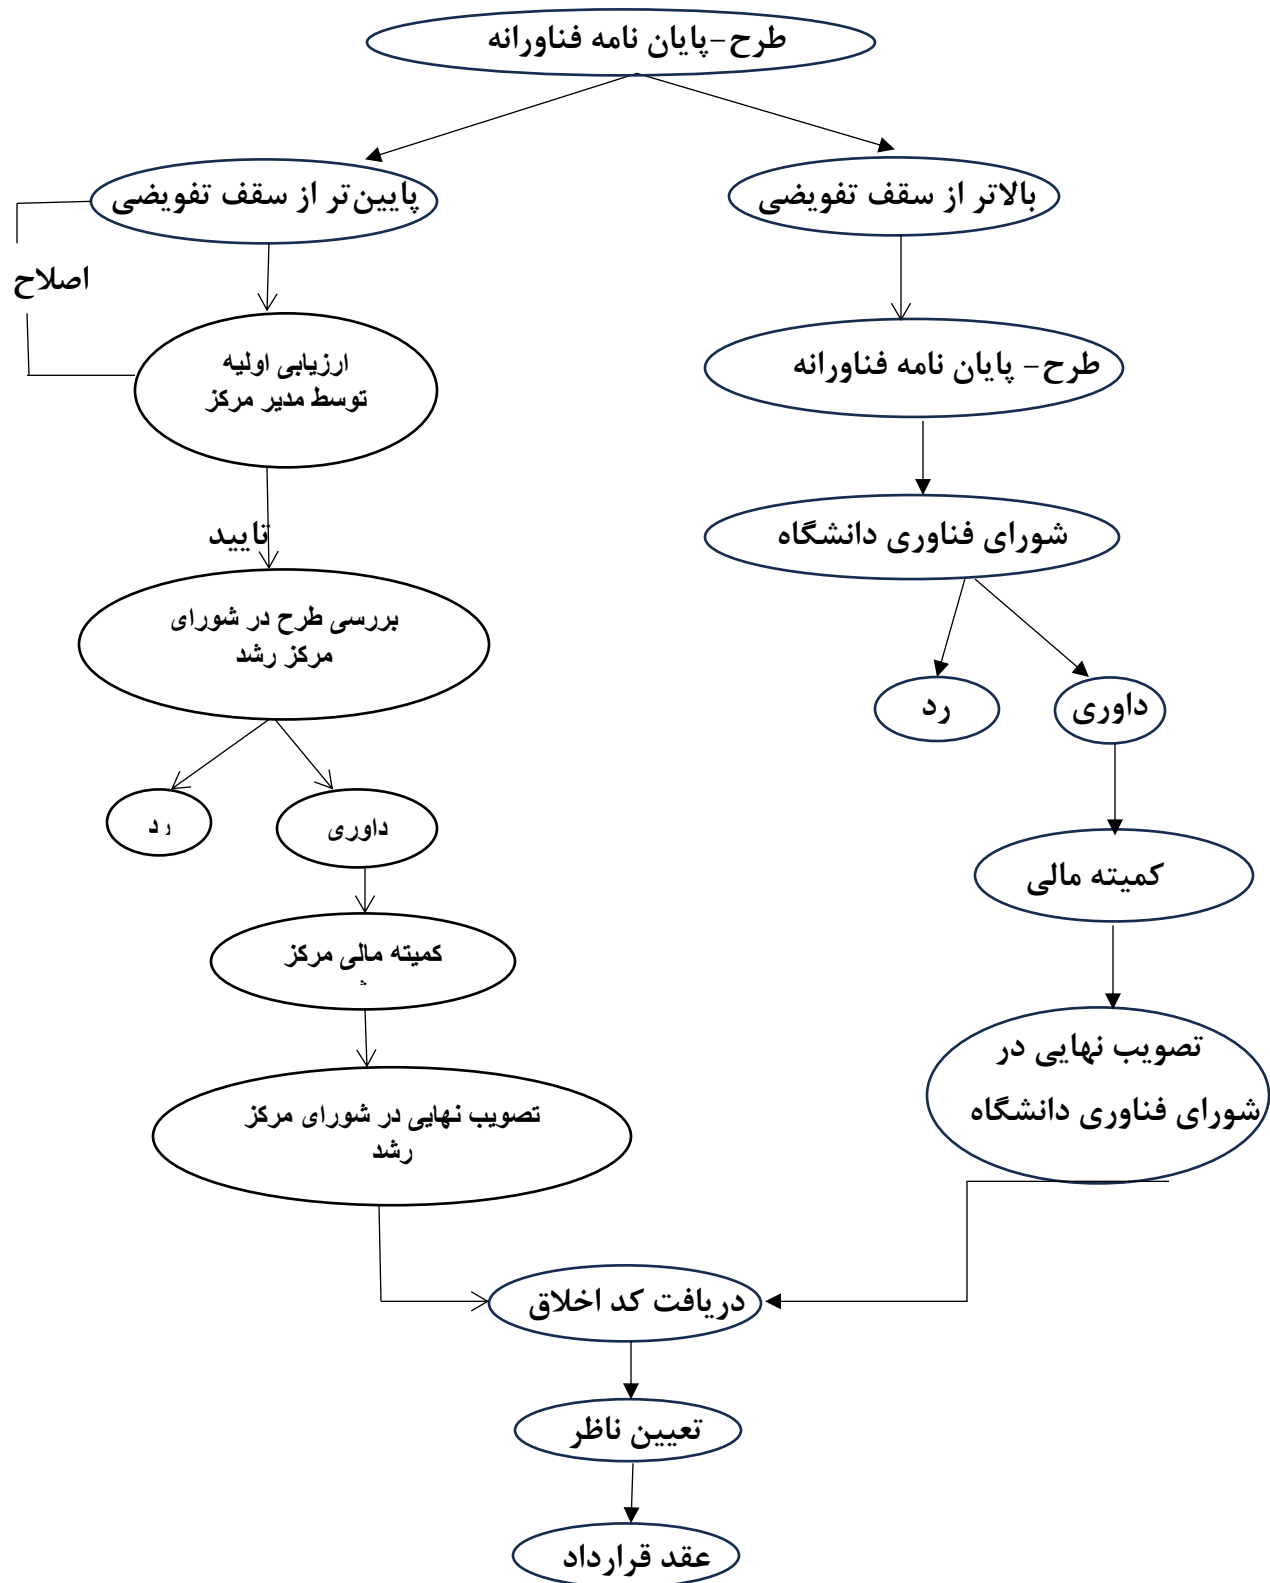 طرح-پایان نامه فناورانه
بالاتر از سقف تفویضی
پایین‌تر از سقف تفویضی
اصلاح
ارزیابی اولیه
توسط مدیر مرکز
طرح- پایان نامه فناورانه
شورای فناوری دانشگاه
تایید
بررسی طرح در شورای
مرکز رشد
داوری
رد
داوری
رد
کمیته مالی
کمیته مالی مرکز
تصویب نهایی در
شورای فناوری دانشگاه
تصویب نهایی در شورای مرکز
رشد
دریافت کد اخلاق
تعیین ناظر
عقد قرارداد